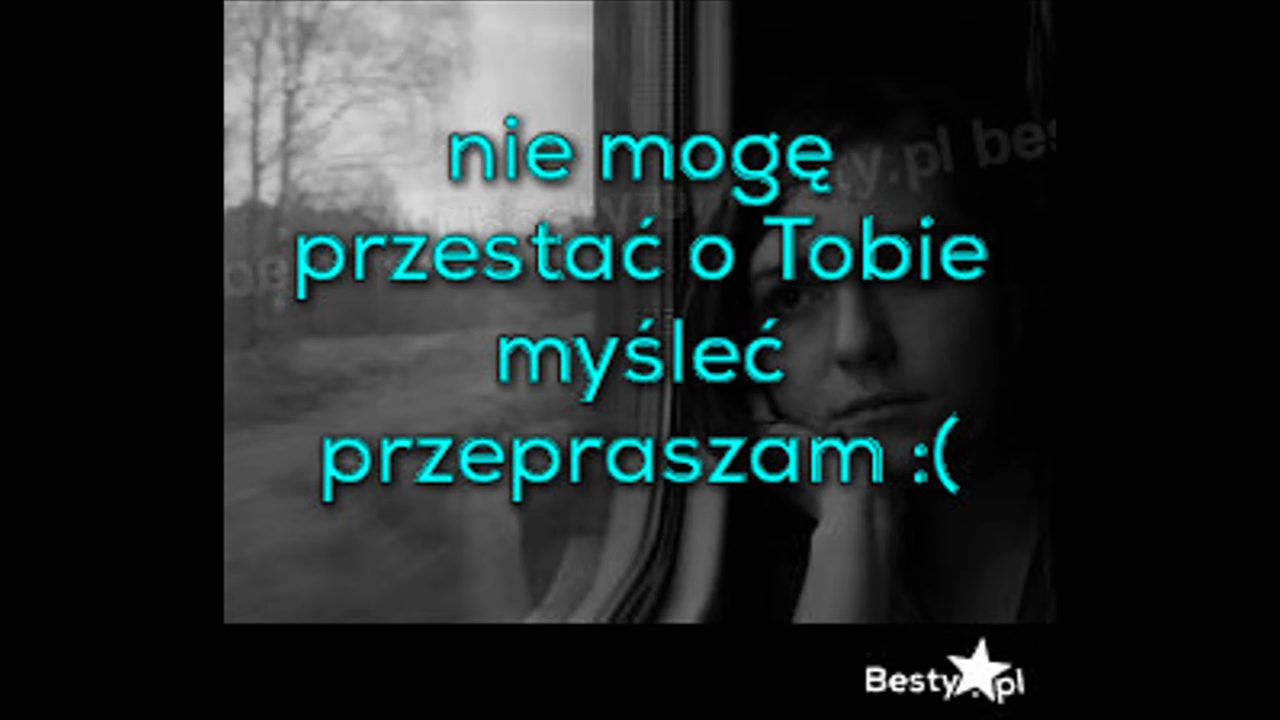 nie mogę
przestać o Tobie
myśleć
przepraszam :(
Besty.pl